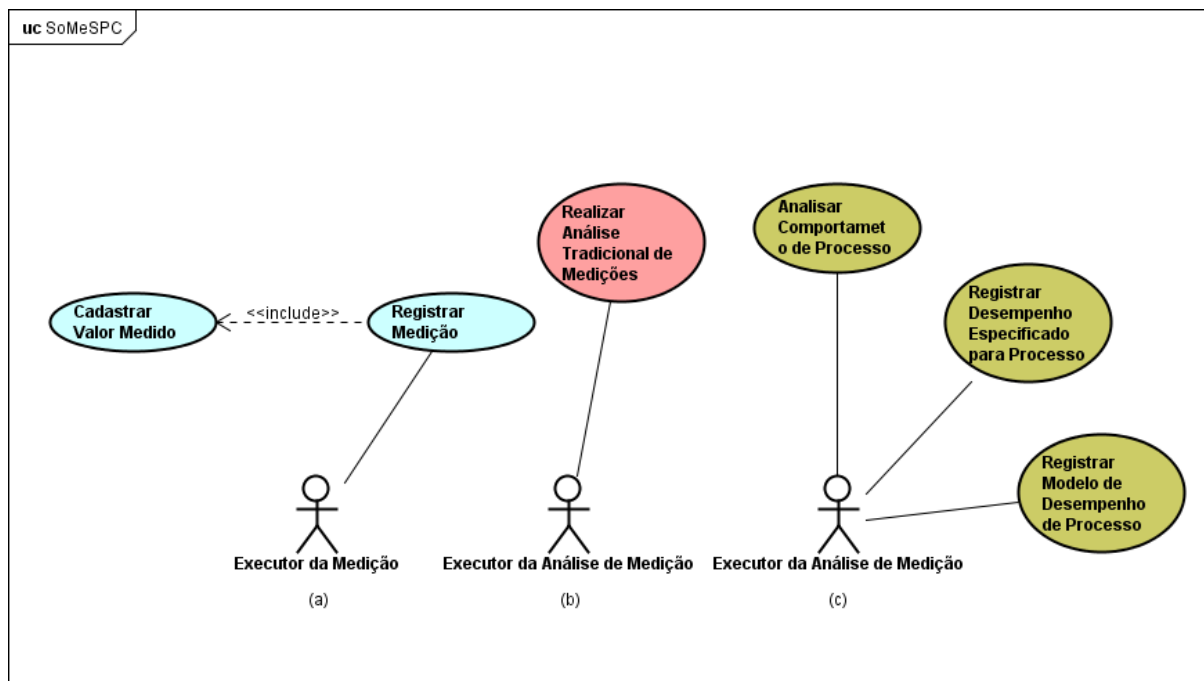 uc SoMeSPC
Realizar
Análise
Tradicional de
Medições
Analisar
Comportamet
o de Processo
Cadastrar
Valor Medido
<<include>>
Registrar
Medição
Registrar
Desempenho
Especificado
para Processo
Registrar
Modelo de
Desempenho
de Processo
Executor da Medição
Executor da Análise de Medição
Executor da Análise de Medição
(a)
(b)
(c)